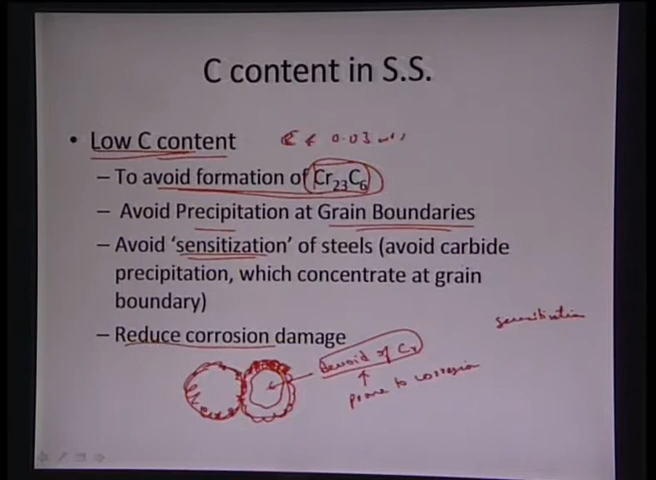 C content in S.S.
• Low C content
C < 0.03 wt%
– To avoid formation of Cr23C6
– Avoid Precipitation at Grain Boundaries
– Avoid 'sensitization' of steels (avoid carbide
precipitation, which concentrate at grain
boundary)
– Reduce corrosion damage
sensitization
devoid of Cr
prone to corrosion